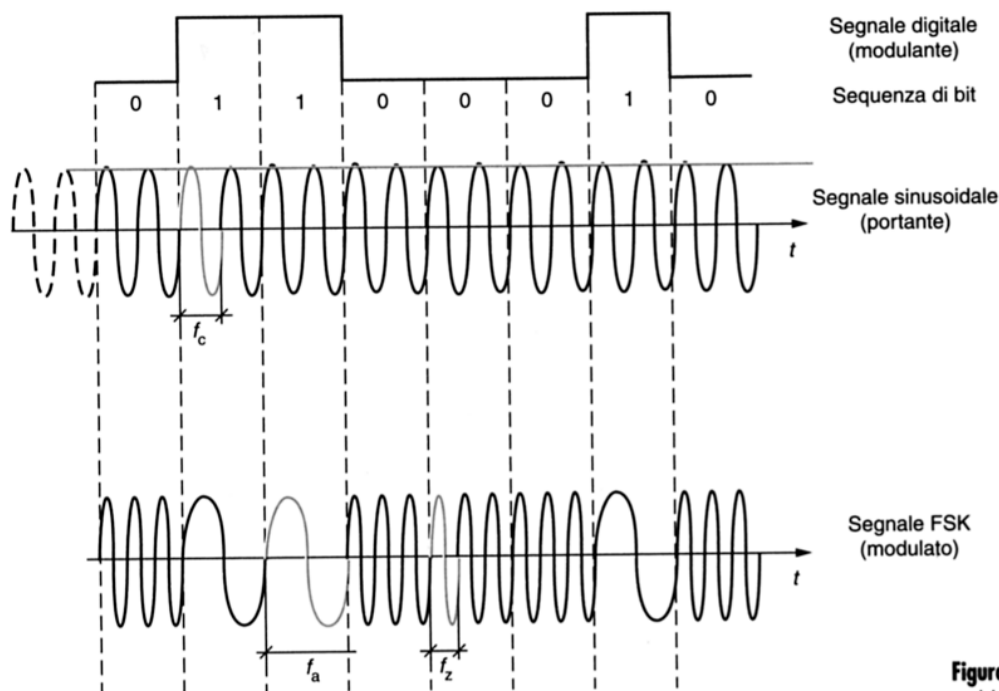 Segnale digitale
(modulante)
0 1 1 0 0 0 1 0
Sequenza di bit
Segnale sinusoidale
(portante)
t
fc
Segnale FSK
(modulato)
t
fa
fz
Figure